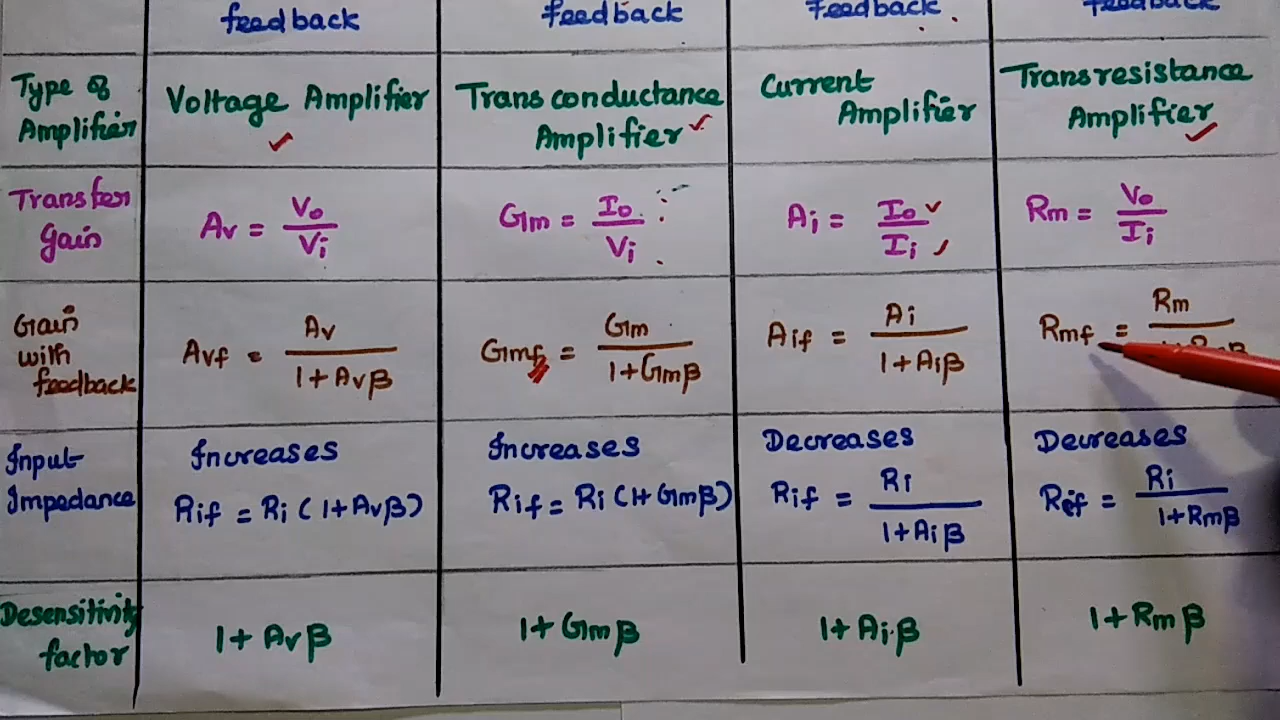 feedback feedback feedback feedback
Type of Amplifier Voltage Amplifier Transconductance Amplifier Current Amplifier Transresistance Amplifier
Transfer gain Av = Vo/Vi Gm = Io/Vi Ai = Io/Ii Rm = Vo/Ii
Gain with feedback Avf = Av/(1+Avβ) Gmf = Gm/(1+Gmβ) Aif = Ai/(1+Aiβ) Rmf = Rm/
Input Impedance Increases Increases Decreases Decreases
Rif = Ri (1+Avβ) Rif = Ri (1+Gmβ) Rif = Ri/(1+Aiβ) Rif = Ri/(1+Rmβ)
Desensitivity factor 1+Avβ 1+Gmβ 1+Aiβ 1+Rmβ